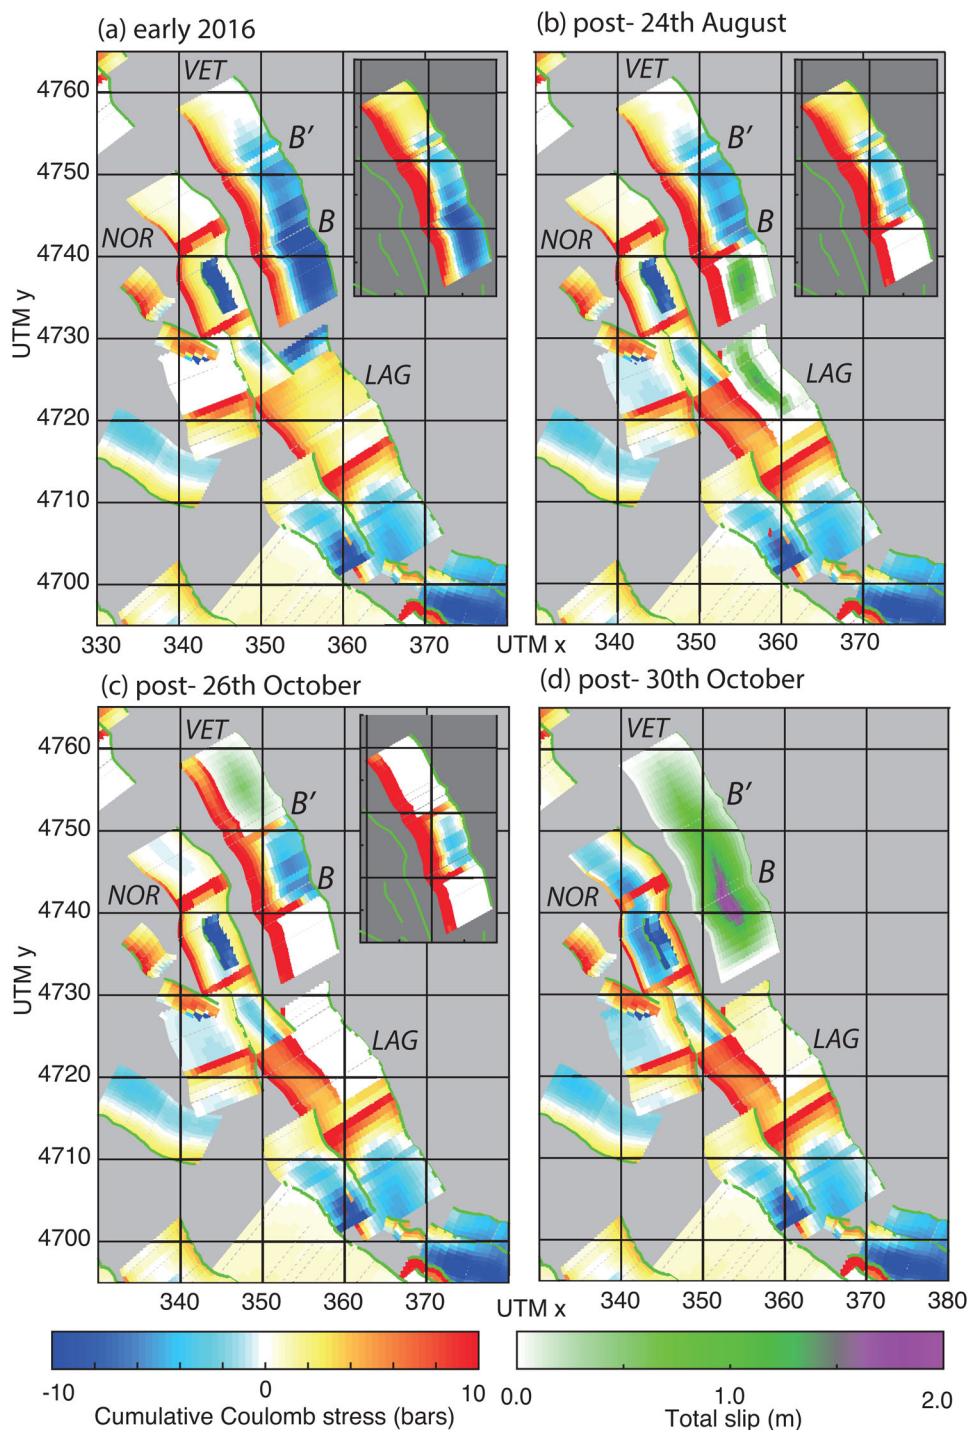 (a) early 2016
(b) post- 24th August
VET
B'
B
NOR
LAG
4760
4750
4740
4730
4720
4710
4700
UTM y
330
340
350
360
370
UTM x
VET
B'
B
NOR
LAG
340
350
360
370
(c) post- 26th October
(d) post- 30th October
VET
B'
B
NOR
LAG
4760
4750
4740
4730
4720
4710
4700
UTM y
340
350
360
370
UTM x
VET
B'
B
NOR
LAG
340
350
360
370
380
-10
0
10
Cumulative Coulomb stress (bars)
0.0
1.0
2.0
Total slip (m)